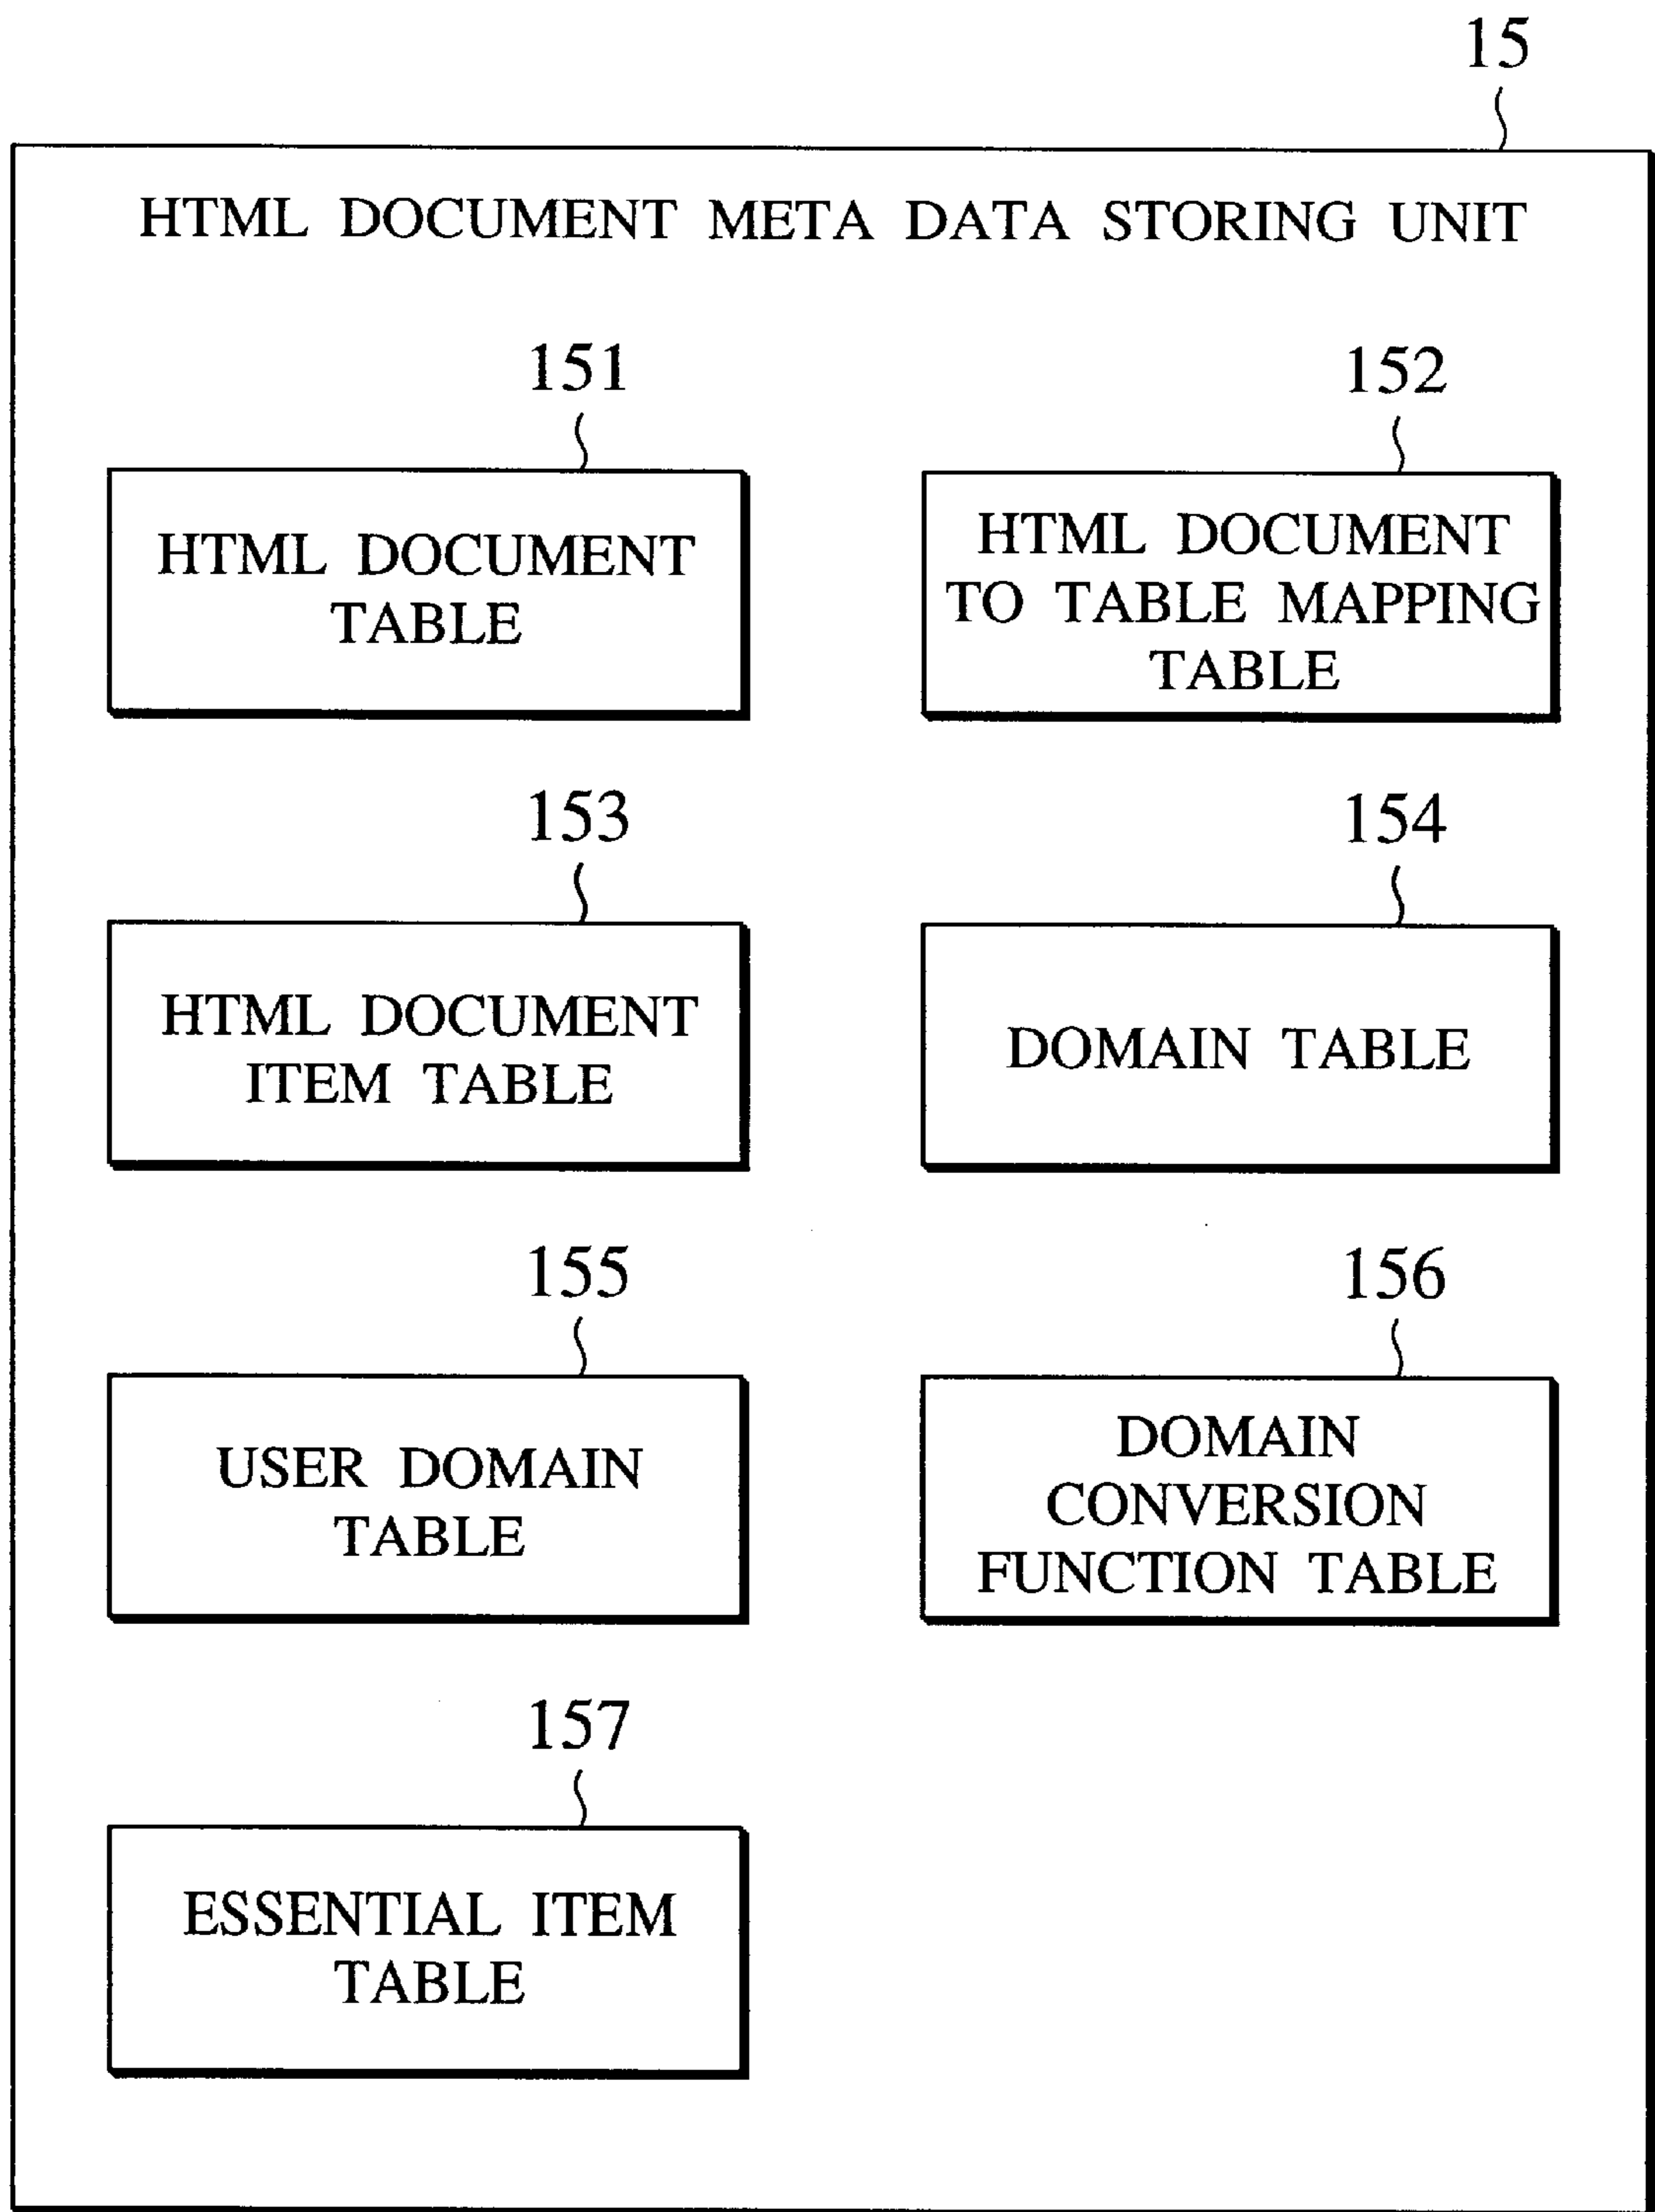 15
HTML DOCUMENT META DATA STORING UNIT
151
HTML DOCUMENT
TABLE
152
HTML DOCUMENT
TO TABLE MAPPING
TABLE
153
HTML DOCUMENT
ITEM TABLE
154
DOMAIN TABLE
155
USER DOMAIN
TABLE
156
DOMAIN
CONVERSION
FUNCTION TABLE
157
ESSENTIAL ITEM
TABLE